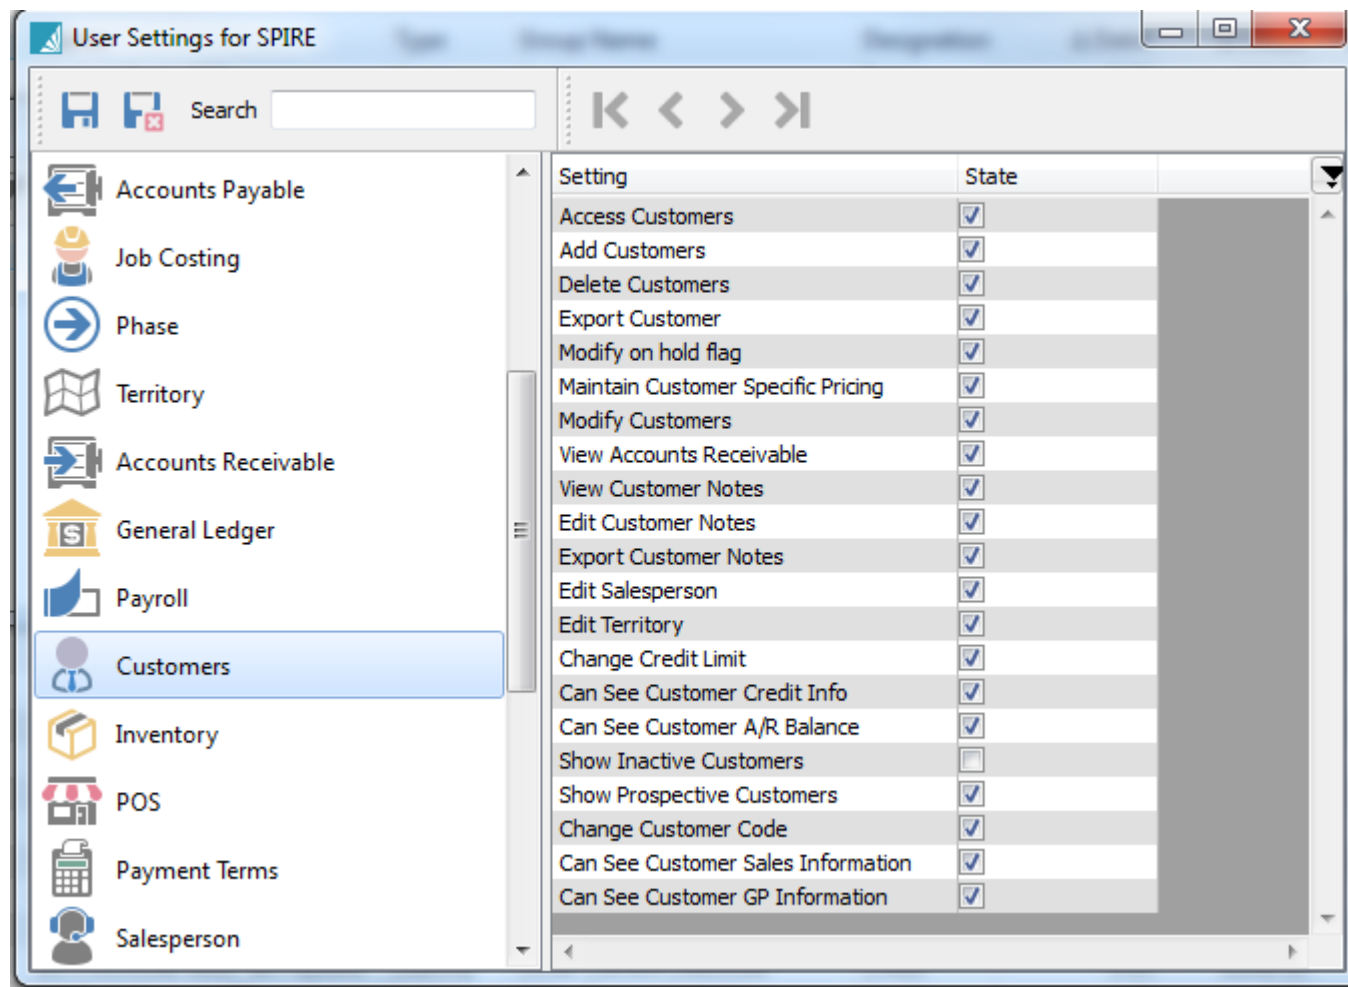 User Settings for SPIRE
Search
Accounts Payable
Job Costing
Phase
Territory
Accounts Receivable
General Ledger
Payroll
Customers
Inventory
POS
Payment Terms
Salesperson
Setting State
Access Customers
Add Customers
Delete Customers
Export Customer
Modify on hold flag
Maintain Customer Specific Pricing
Modify Customers
View Accounts Receivable
View Customer Notes
Edit Customer Notes
Export Customer Notes
Edit Salesperson
Edit Territory
Change Credit Limit
Can See Customer Credit Info
Can See Customer A/R Balance
Show Inactive Customers
Show Prospective Customers
Change Customer Code
Can See Customer Sales Information
Can See Customer GP Information